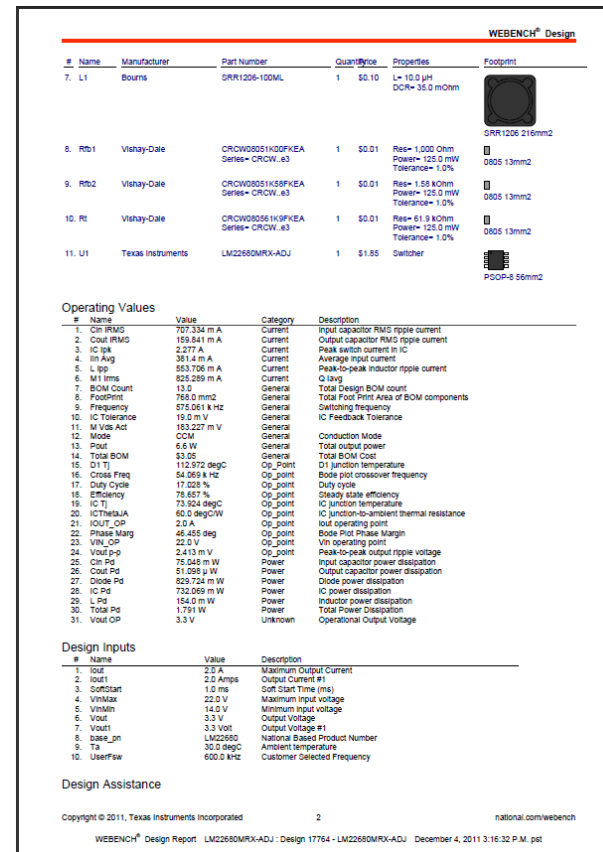 WEBENCH® Design
# Name Manufacturer Part Number Quantity Price Properties Footprint
7. L1 Bourns SRR1206-100ML 1 $0.10 L= 10.0 µH
DCR= 35.0 mOhm
SRR1206 216mm2
8. Rfb1 Vishay-Dale CRCW08051K00FKEA 1 $0.01 Res= 1,000 Ohm
Series= CRCW..e3 Power= 125.0 mW
Tolerance= 1.0%
0805 13mm2
9. Rfb2 Vishay-Dale CRCW08051K58FKEA 1 $0.01 Res= 1.58 kOhm
Series= CRCW..e3 Power= 125.0 mW
Tolerance= 1.0%
0805 13mm2
10. Rt Vishay-Dale CRCW080561K9FKEA 1 $0.01 Res= 61.9 kOhm
Series= CRCW..e3 Power= 125.0 mW
Tolerance= 1.0%
0805 13mm2
11. U1 Texas Instruments LM22680MRX-ADJ 1 $1.85 Switcher
PSOP-8 56mm2
Operating Values
# Name Value Category Description
1. Cin IRMS 707.334 m A Current Input capacitor RMS ripple current
2. Cout IRMS 159.841 m A Current Output capacitor RMS ripple current
3. IC Ipk 2.277 A Current Peak switch current in IC
4. Iin Avg 381.4 m A Current Average input current
5. L Ipp 553.706 m A Current Peak-to-peak inductor ripple current
6. M1 Irms 825.289 m A Current Q Iavg
7. BOM Count 13.0 General Total Design BOM count
8. FootPrint 768.0 mm2 General Total Foot Print Area of BOM components
9. Frequency 575.061 k Hz General Switching frequency
10. IC Tolerance 19.0 m V General IC Feedback Tolerance
11. M Vds Act 183.227 m V General
12. Mode CCM General Conduction Mode
13. Pout 6.6 W General Total output power
14. Total BOM $3.05 General Total BOM Cost
15. D1 Tj 112.972 degC Op_Point D1 junction temperature
16. Cross Freq 54.069 k Hz Op_point Bode plot crossover frequency
17. Duty Cycle 17.028 % Op_point Duty cycle
18. Efficiency 78.657 % Op_point Steady state efficiency
19. IC Tj 73.924 degC Op_point IC junction temperature
20. ICThetaJA 60.0 degC/W Op_point IC junction-to-ambient thermal resistance
21. IOUT_OP 2.0 A Op_point Iout operating point
22. Phase Marg 46.455 deg Op_point Bode Plot Phase Margin
23. VIN_OP 22.0 V Op_point Vin operating point
24. Vout p-p 2.413 m V Op_point Peak-to-peak output ripple voltage
25. Cin Pd 75.048 m W Power Input capacitor power dissipation
26. Cout Pd 51.098 µ W Power Output capacitor power dissipation
27. Diode Pd 829.724 m W Power Diode power dissipation
28. IC Pd 732.069 m W Power IC power dissipation
29. L Pd 154.0 m W Power Inductor power dissipation
30. Total Pd 1.791 W Power Total Power Dissipation
31. Vout OP 3.3 V Unknown Operational Output Voltage
Design Inputs
# Name Value Description
1. Iout 2.0 A Maximum Output Current
2. Iout1 2.0 Amps Output Current #1
3. SoftStart 1.0 ms Soft Start Time (ms)
4. VinMax 22.0 V Maximum input voltage
5. VinMin 14.0 V Minimum input voltage
6. Vout 3.3 V Output Voltage
7. Vout1 3.3 Volt Output Voltage #1
8. base_pn LM22680 National Based Product Number
9. Ta 30.0 degC Ambient temperature
10. UserFsw 600.0 kHz Customer Selected Frequency
Design Assistance
Copyright © 2011, Texas Instruments Incorporated 2 national.com/webench
WEBENCH® Design Report LM22680MRX-ADJ : Design 17764 - LM22680MRX-ADJ December 4, 2011 3:16:32 P.M. pst